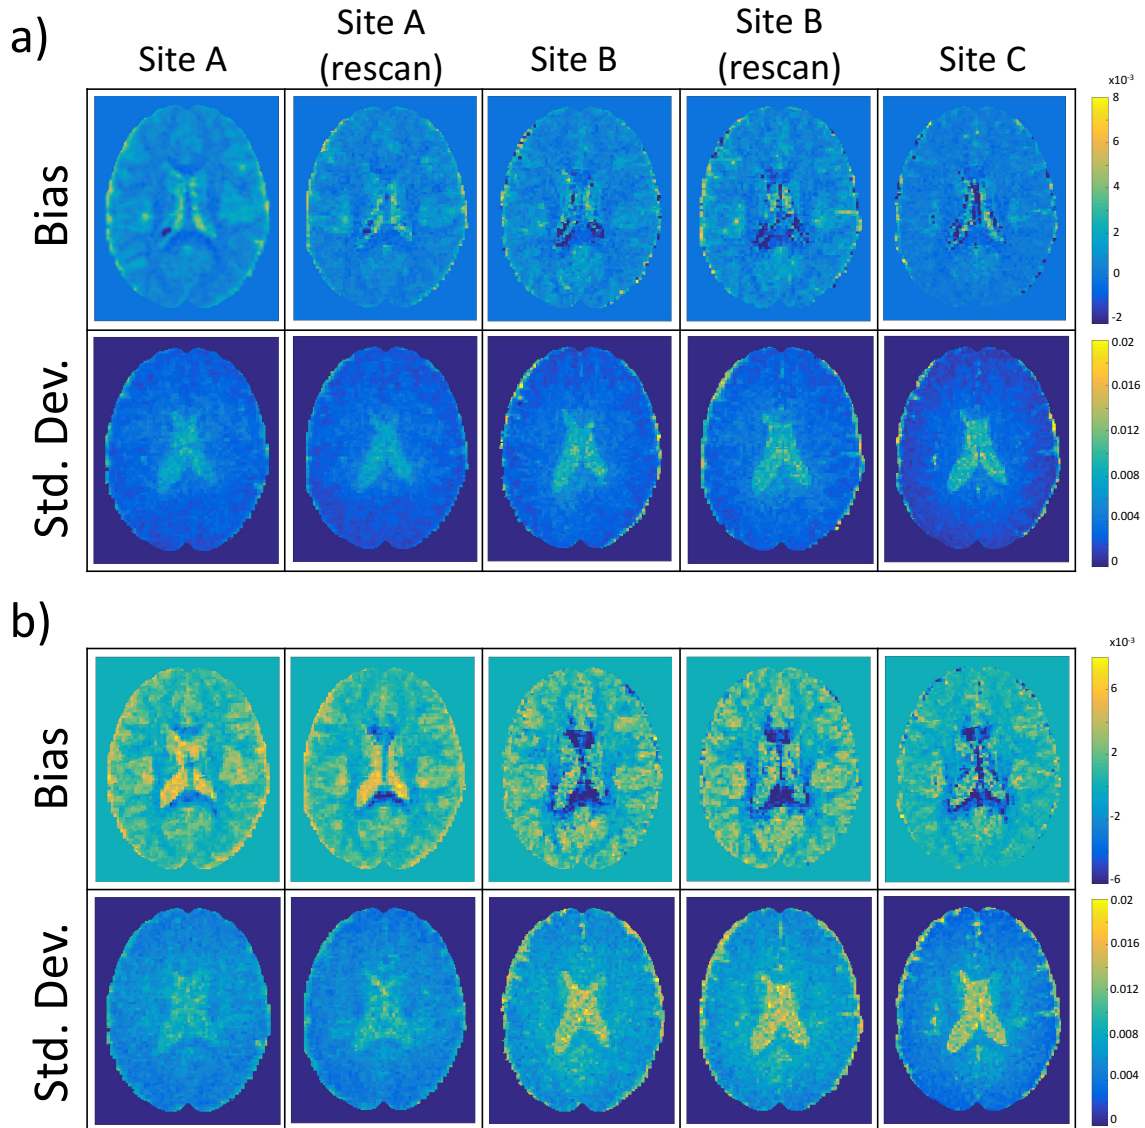 a)
Site A
Site A
(rescan)
Site B
Site B
(rescan)
Site C
Bias
x10⁻³
8
6
4
2
0
-2
Std. Dev.
0.02
0.016
0.012
0.008
0.004
0
b)
Bias
x10⁻³
6
2
-2
-6
Std. Dev.
0.02
0.016
0.012
0.008
0.004
0